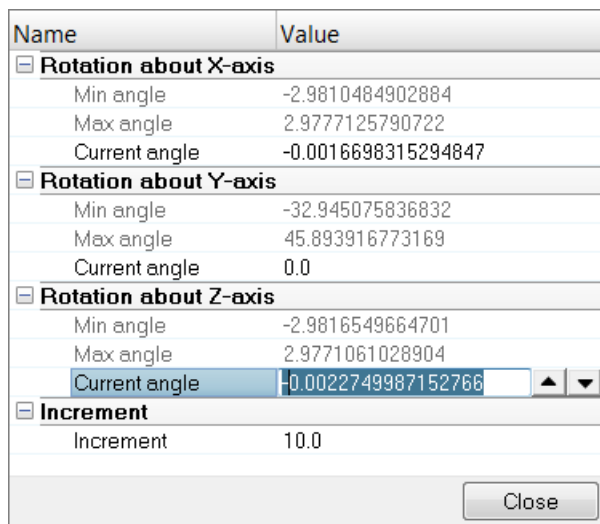 Name Value
Rotation about X-axis
Min angle -2.9810484902884
Max angle 2.9777125790722
Current angle -0.0016698315294847
Rotation about Y-axis
Min angle -32.945075836832
Max angle 45.893916773169
Current angle 0.0
Rotation about Z-axis
Min angle -2.9816549664701
Max angle 2.9771061028904
Current angle -0.0022749987152766
Increment
Increment 10.0
Close